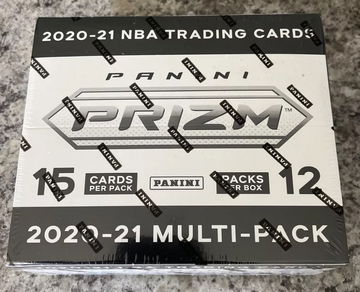 2020-21 NBA TRADING CARDS
PANINI
PRIZM™
15 CARDS PER PACK PANINI PACKS PER BOX 12
2020-21 MULTI-PACK